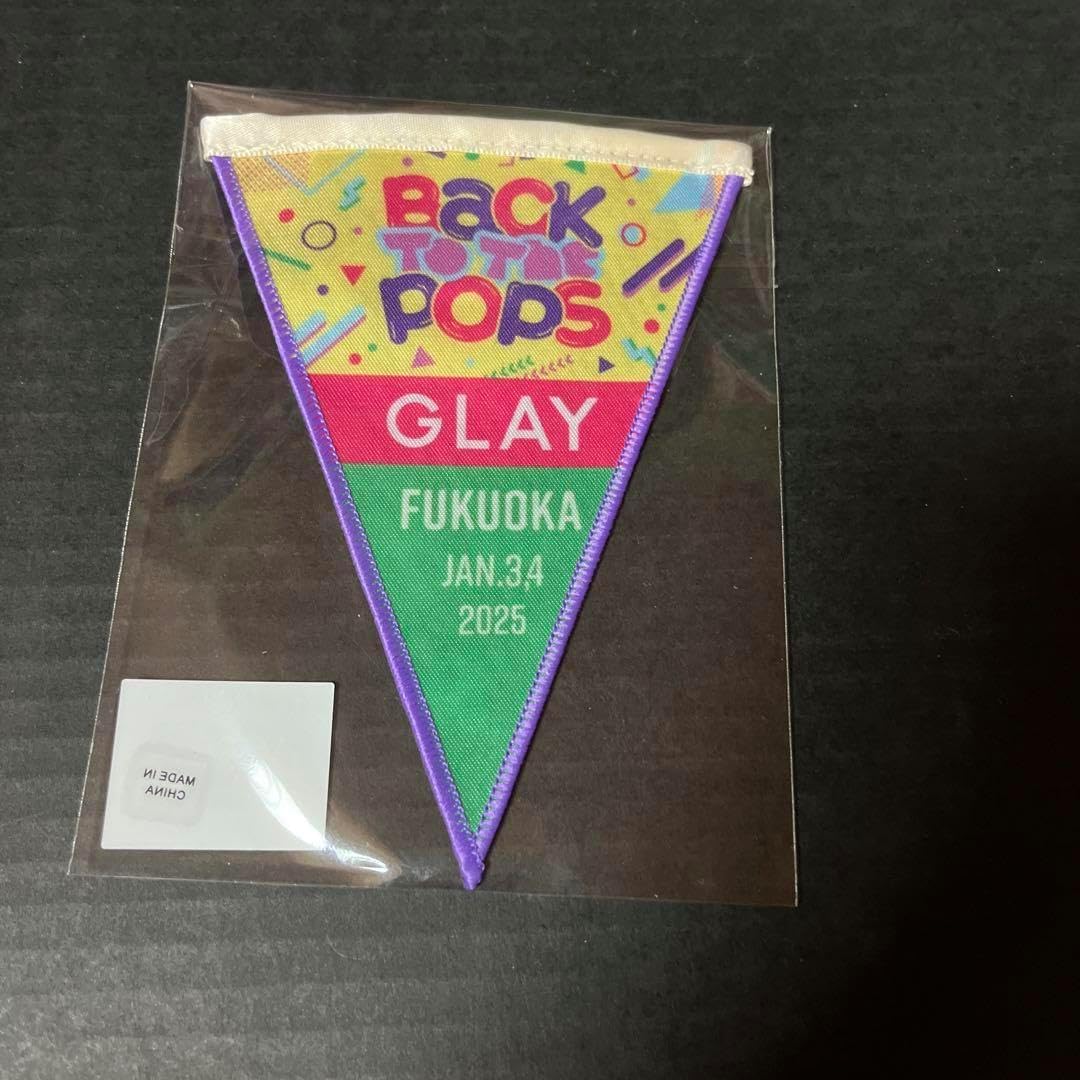 BACK
TO THE
POPS
GLAY
FUKUOKA
JAN.3,4
2025
MADE IN
CHINA